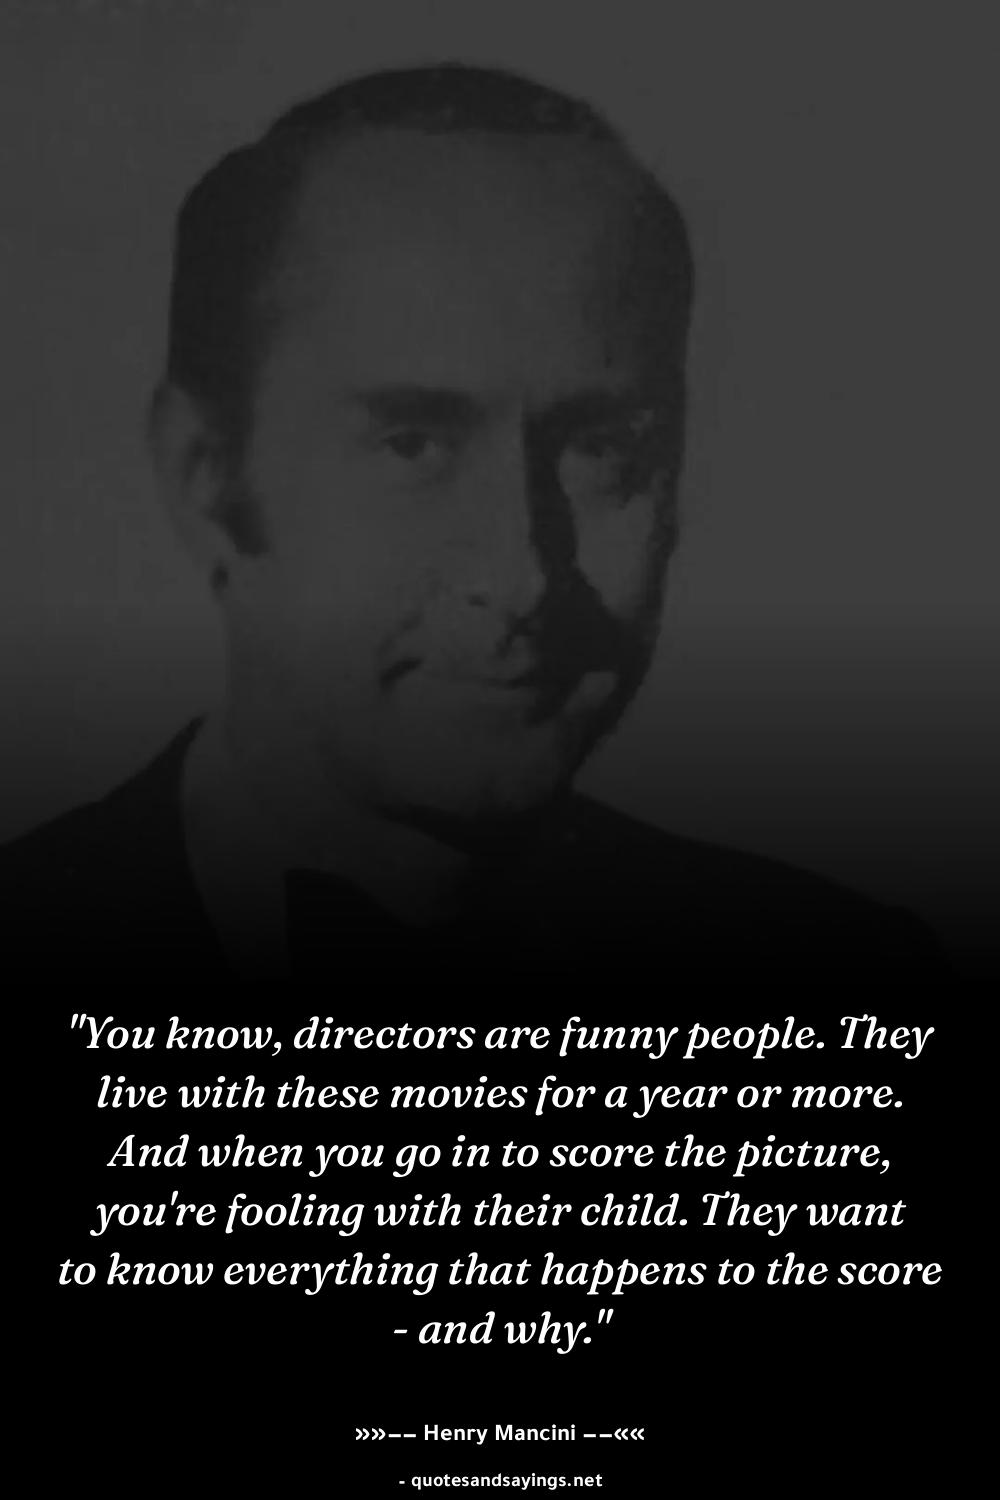 "You know, directors are funny people. They
live with these movies for a year or more.
And when you go in to score the picture,
you're fooling with their child. They want
to know everything that happens to the score
- and why."
»»–– Henry Mancini ––««
- quotesandsayings.net